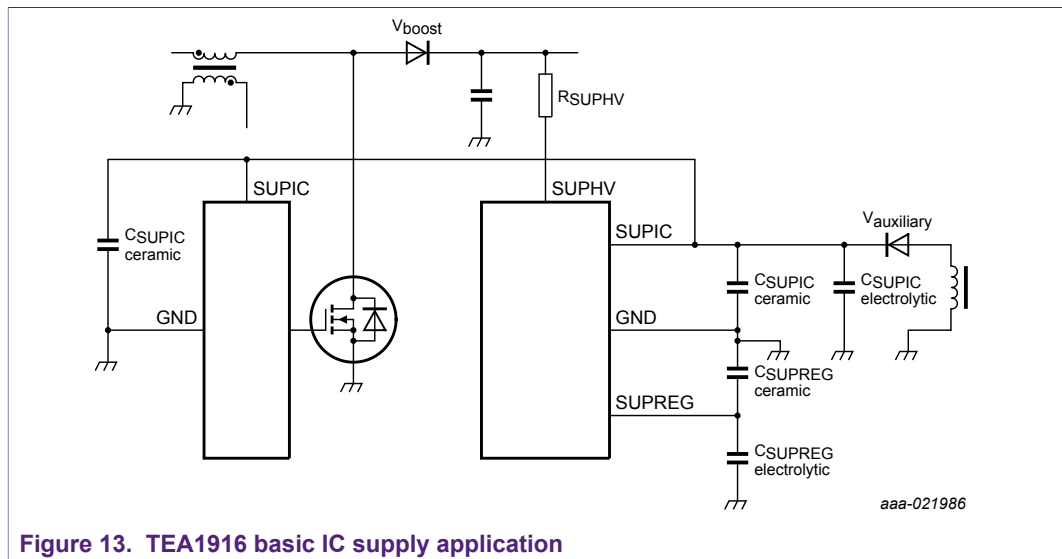 Vboost
RSUPHV
SUPIC
SUPHV
CSUPIC
ceramic
SUPIC
Vauxiliary
CSUPIC
ceramic
CSUPIC
electrolytic
GND
GND
CSUPREG
ceramic
SUPREG
CSUPREG
electrolytic
aaa-021986
Figure 13. TEA1916 basic IC supply application